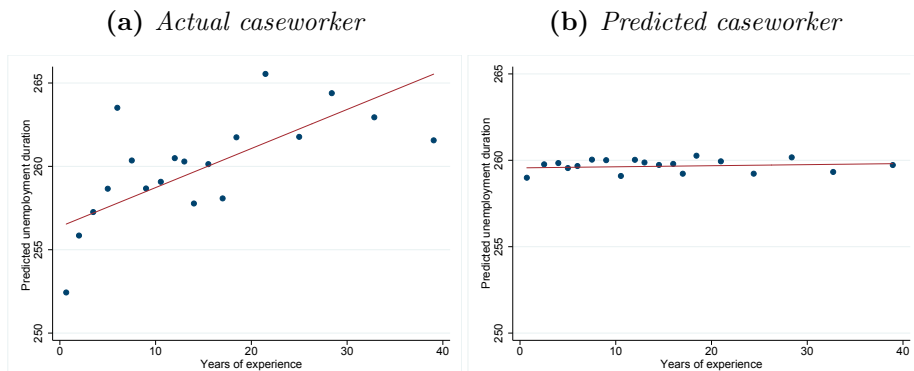 (a) Actual caseworker
(b) Predicted caseworker
Predicted unemployment duration
250 255 260 265
0 10 20 30 40
Years of experience
Predicted unemployment duration
250 255 260 265
0 10 20 30 40
Years of experience